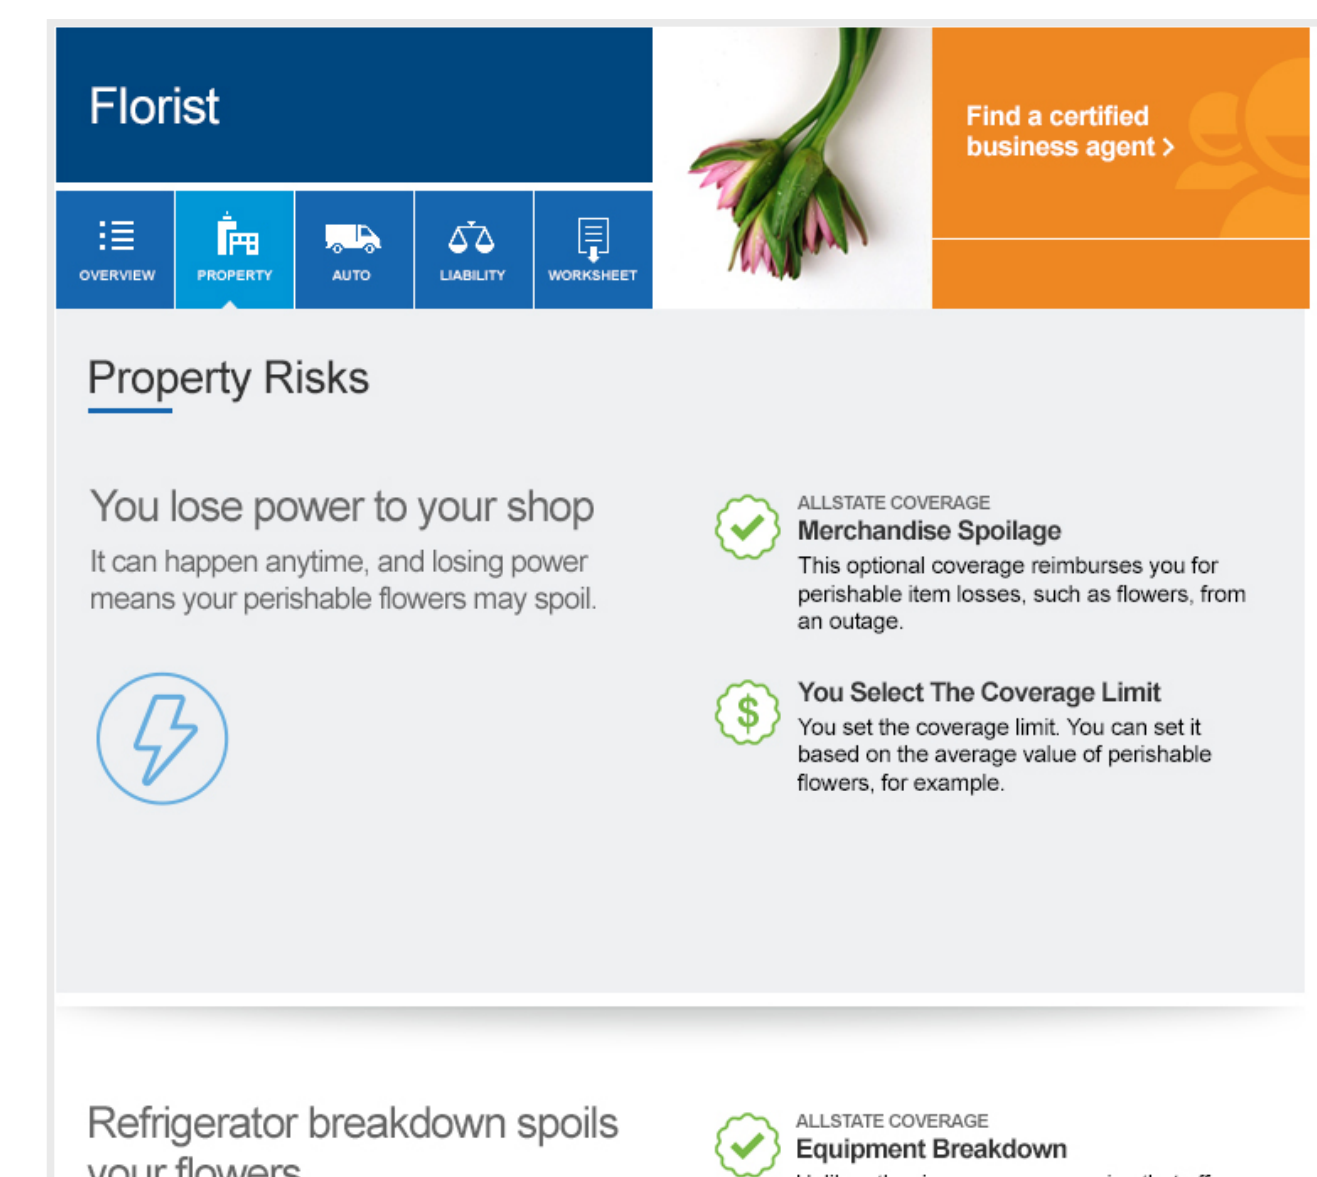 Florist
Find a certified
business agent >
OVERVIEW
PROPERTY
AUTO
LIABILITY
WORKSHEET
Property Risks
You lose power to your shop
It can happen anytime, and losing power
means your perishable flowers may spoil.
ALLSTATE COVERAGE
Merchandise Spoilage
This optional coverage reimburses you for
perishable item losses, such as flowers, from
an outage.
$
You Select The Coverage Limit
You set the coverage limit. You can set it
based on the average value of perishable
flowers, for example.
Refrigerator breakdown spoils
your flowers
ALLSTATE COVERAGE
Equipment Breakdown